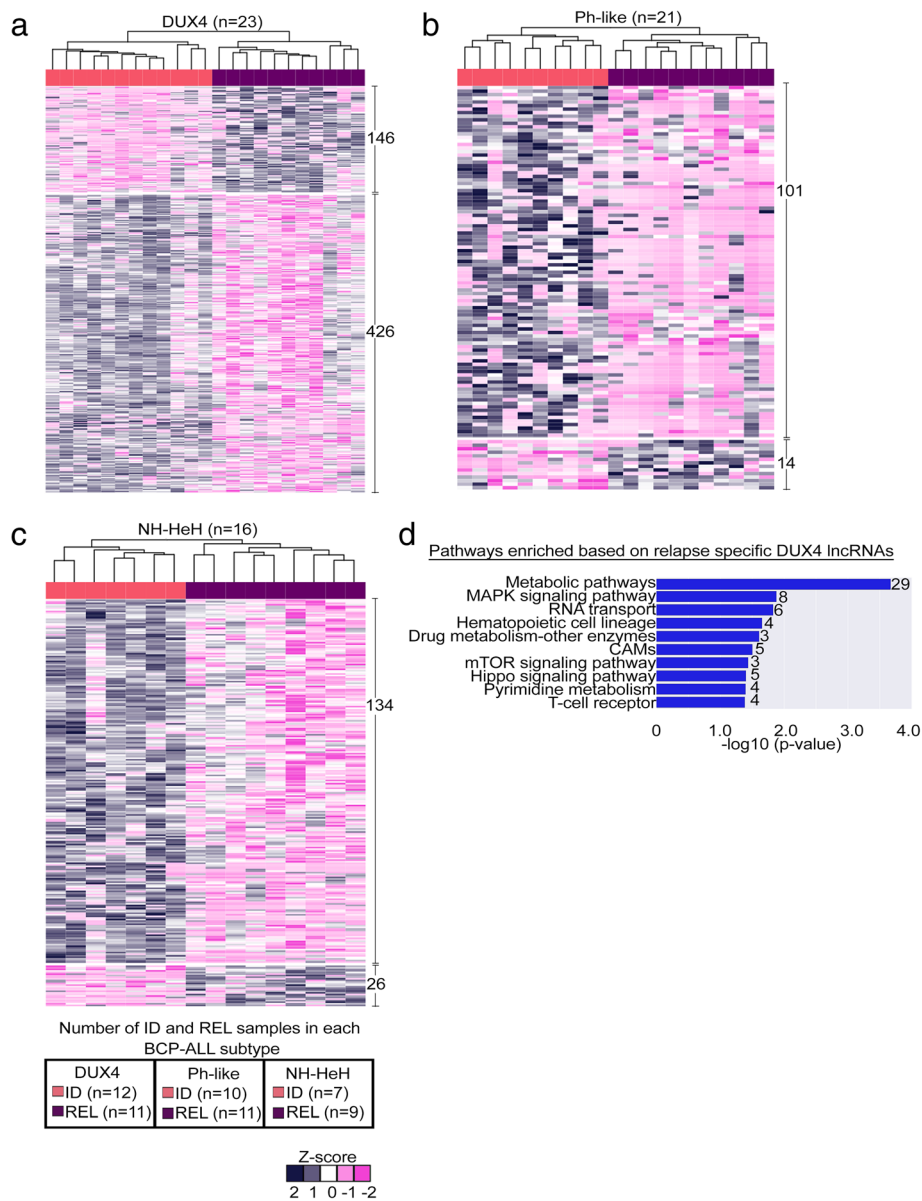 a
DUX4 (n=23)
146
426
b
Ph-like (n=21)
101
14
c
NH-HeH (n=16)
134
26
Number of ID and REL samples in each
BCP-ALL subtype
DUX4
ID (n=12)
REL (n=11)
Ph-like
ID (n=10)
REL (n=11)
NH-HeH
ID (n=7)
REL (n=9)
Z-score
2 1 0 -1 -2
d
Pathways enriched based on relapse specific DUX4 lncRNAs
Metabolic pathways 29
MAPK signaling pathway 8
RNA transport 6
Hematopoietic cell lineage 4
Drug metabolism-other enzymes 3
CAMs 5
mTOR signaling pathway 3
Hippo signaling pathway 5
Pyrimidine metabolism 4
T-cell receptor 4
0 1.0 2.0 3.0 4.0
-log10 (p-value)